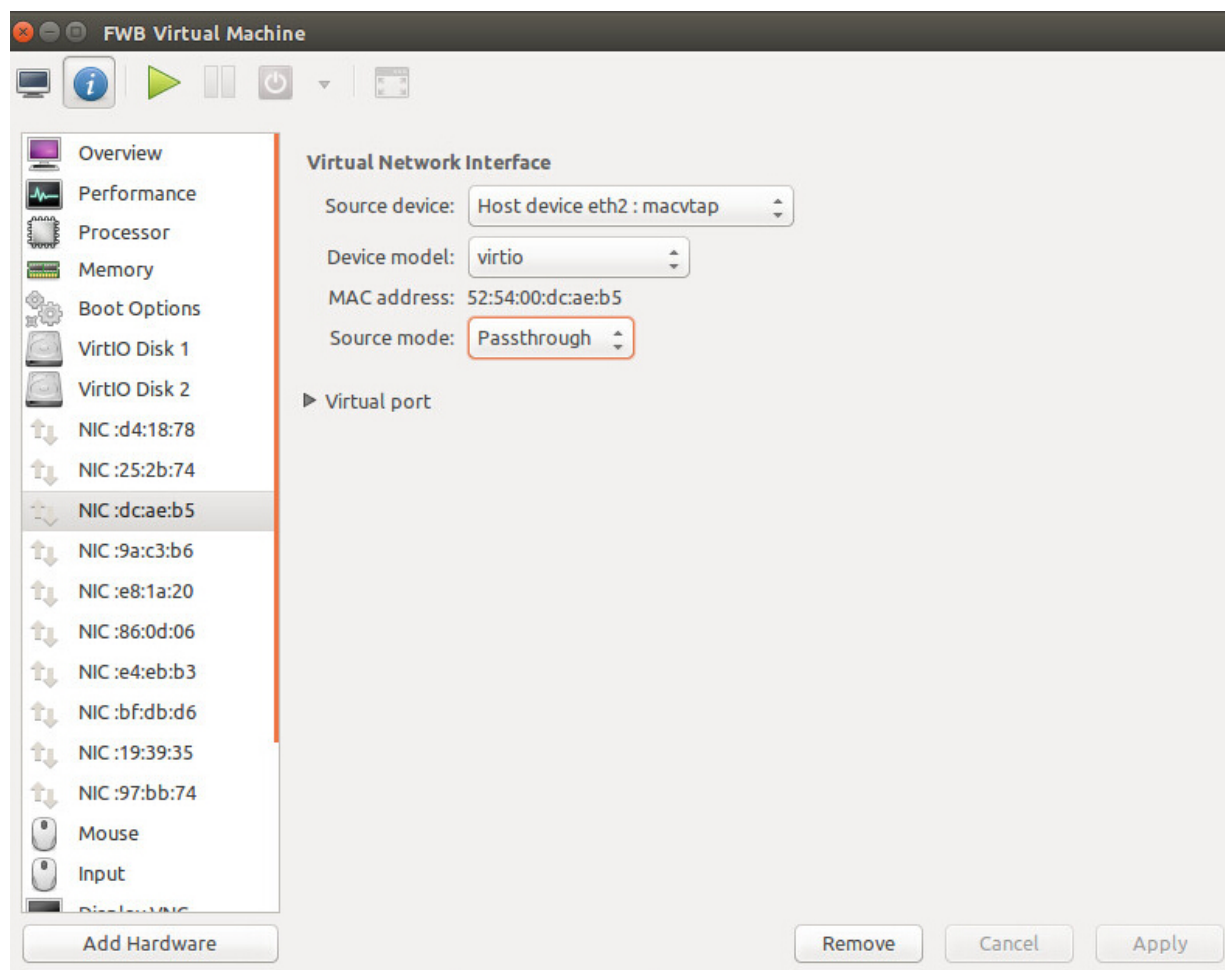 FWB Virtual Machine
Overview
Performance
Processor
Memory
Boot Options
VirtIO Disk 1
VirtIO Disk 2
NIC :d4:18:78
NIC :25:2b:74
NIC :dc:ae:b5
NIC :9a:c3:b6
NIC :e8:1a:20
NIC :86:0d:06
NIC :e4:eb:b3
NIC :bf:db:d6
NIC :19:39:35
NIC :97:bb:74
Mouse
Input
Display VNC
Add Hardware
Virtual Network Interface
Source device: Host device eth2 : macvtap
Device model: virtio
MAC address: 52:54:00:dc:ae:b5
Source mode: Passthrough
Virtual port
Remove Cancel Apply